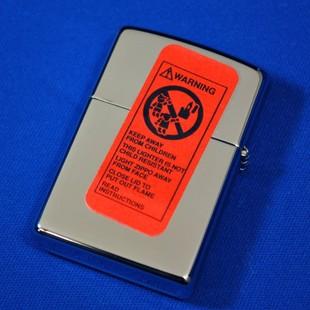 WARNING
KEEP AWAY
FROM CHILDREN
THIS LIGHTER IS NOT
CHILD RESISTANT
LIGHT ZIPPO AWAY
FROM FACE
CLOSE LID TO
PUT OUT FLAME
READ
INSTRUCTIONS